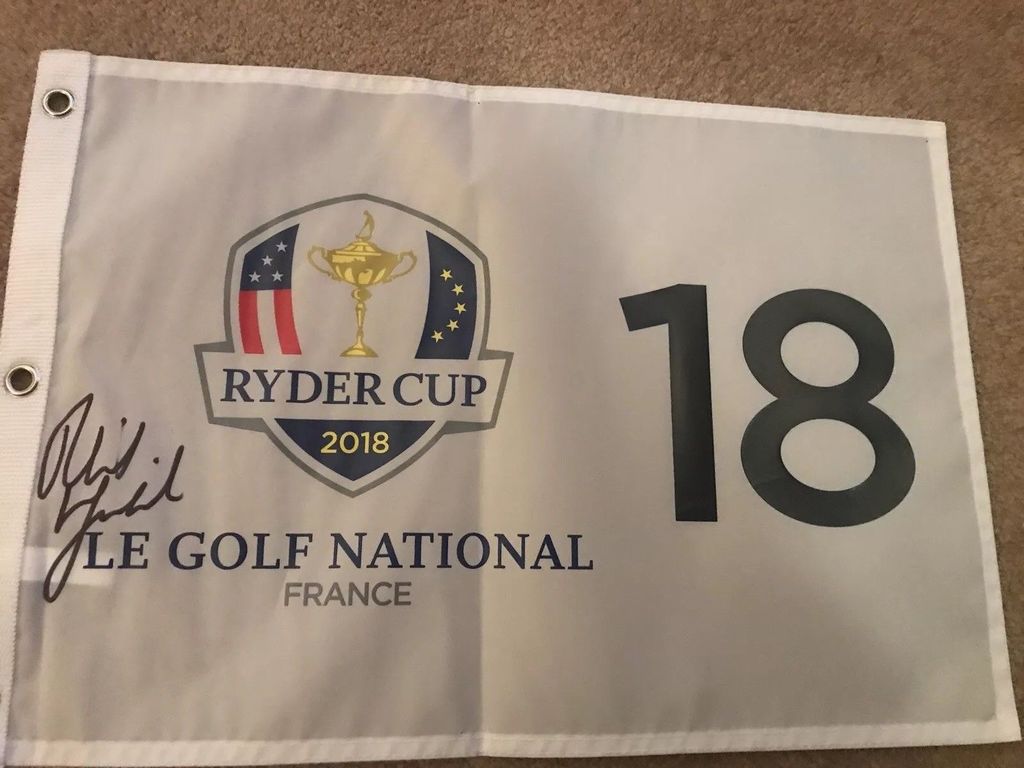 RYDER CUP
2018
LE GOLF NATIONAL
FRANCE
18